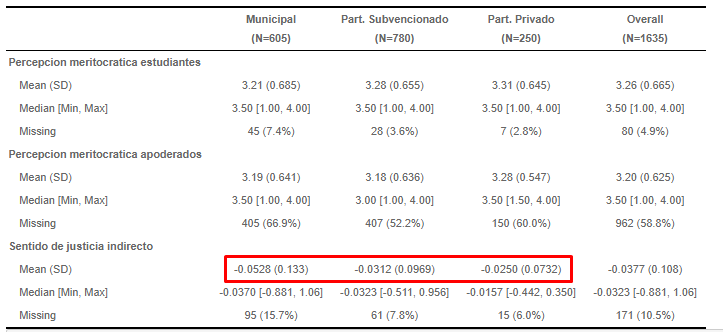 Municipal Part. Subvencionado Part. Privado Overall
(N=605) (N=780) (N=250) (N=1635)
Percepcion meritocratica estudiantes
Mean (SD) 3.21 (0.685) 3.28 (0.655) 3.31 (0.645) 3.26 (0.665)
Median [Min, Max] 3.50 [1.00, 4.00] 3.50 [1.00, 4.00] 3.50 [1.00, 4.00] 3.50 [1.00, 4.00]
Missing 45 (7.4%) 28 (3.6%) 7 (2.8%) 80 (4.9%)
Percepcion meritocratica apoderados
Mean (SD) 3.19 (0.641) 3.18 (0.636) 3.28 (0.547) 3.20 (0.625)
Median [Min, Max] 3.50 [1.00, 4.00] 3.00 [1.00, 4.00] 3.50 [1.50, 4.00] 3.50 [1.00, 4.00]
Missing 405 (66.9%) 407 (52.2%) 150 (60.0%) 962 (58.8%)
Sentido de justicia indirecto
Mean (SD) -0.0528 (0.133) -0.0312 (0.0969) -0.0250 (0.0732) -0.0377 (0.108)
Median [Min, Max] -0.0370 [-0.881, 1.06] -0.0323 [-0.511, 0.956] -0.0157 [-0.442, 0.350] -0.0323 [-0.881, 1.06]
Missing 95 (15.7%) 61 (7.8%) 15 (6.0%) 171 (10.5%)